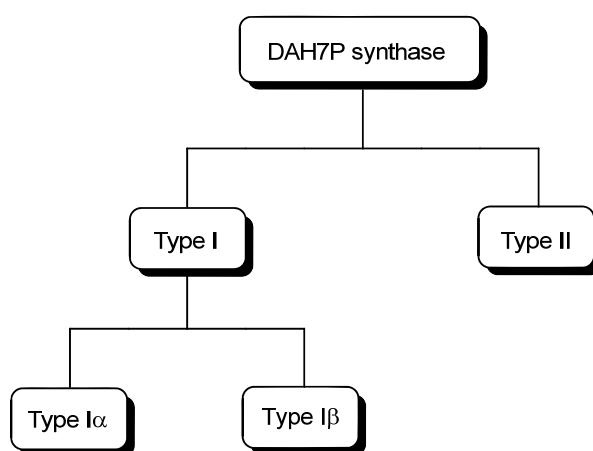 DAH7P synthase
Type I
Type II
Type Iα
Type Iβ